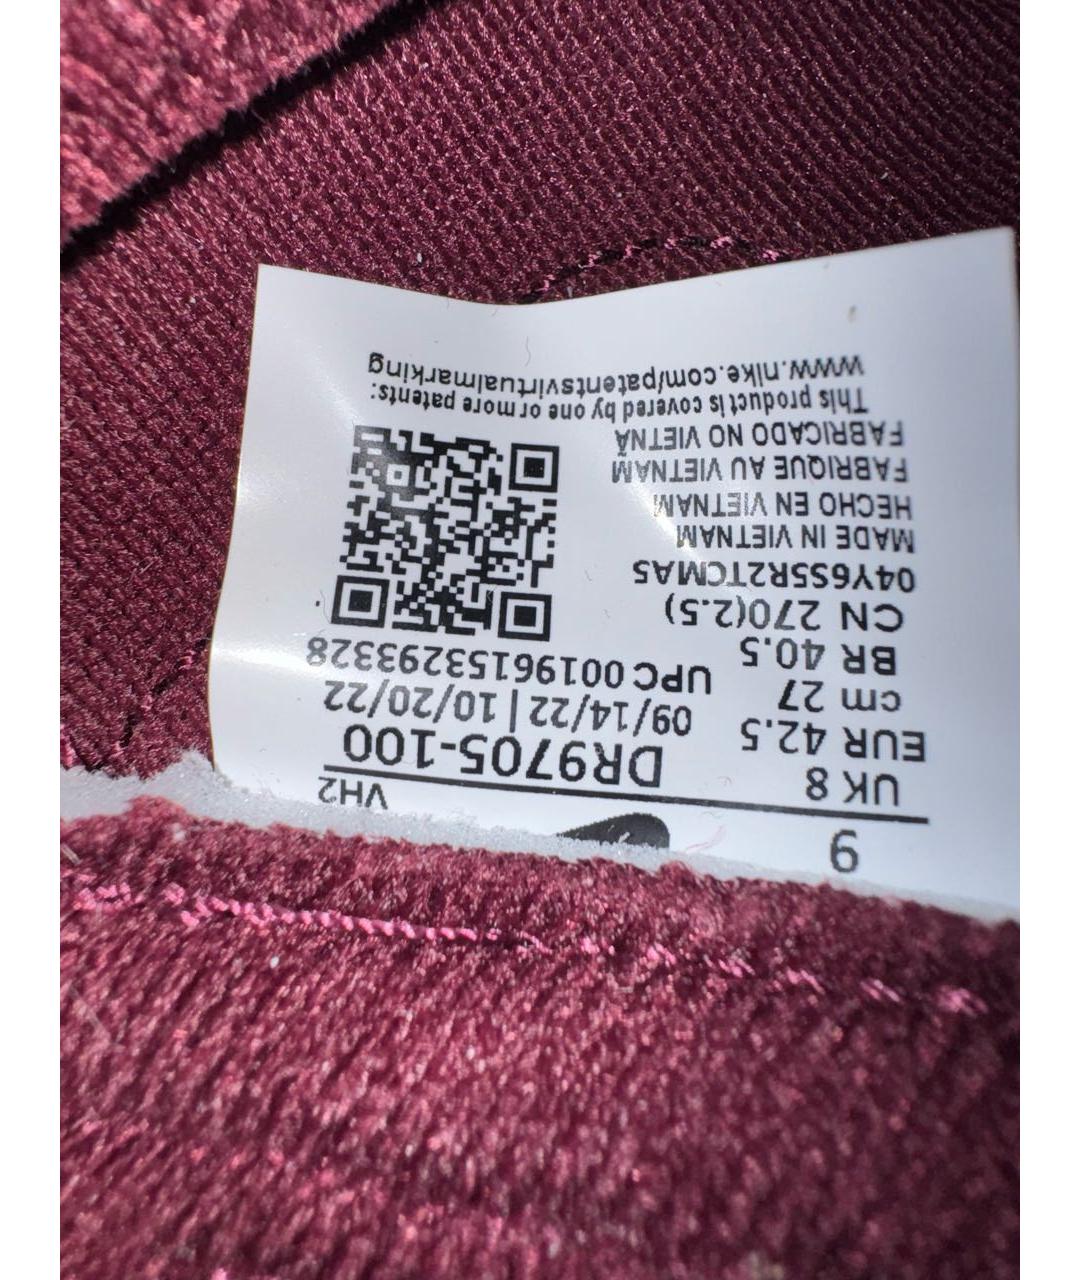 9
VH2
UK 8
DR9705-100
EUR 42.5
09/14/22 | 10/20/22
cm 27
UPC 00196153293328
BR 40.5
CN 270(2.5)
04Y6S5R2TCMA5
MADE IN VIETNAM
HECHO EN VIETNAM
FABRIQUE AU VIETNAM
FABRICADO NO VIETNÃ
This product is covered by one or more patents:
www.nike.com/patentsvirtualmarking